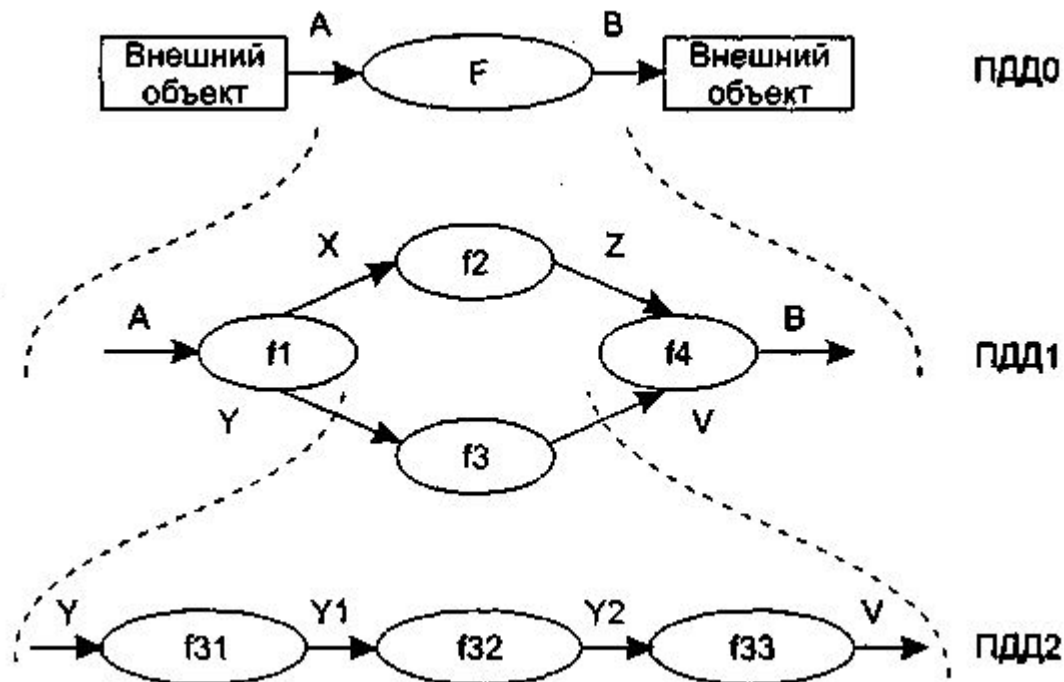 A
B
Внешний
объект
F
Внешний
объект
ПДД0
X
f2
Z
A
f1
f4
B
ПДД1
Y
f3
V
Y
f31
Y1
f32
Y2
f33
V
ПДД2